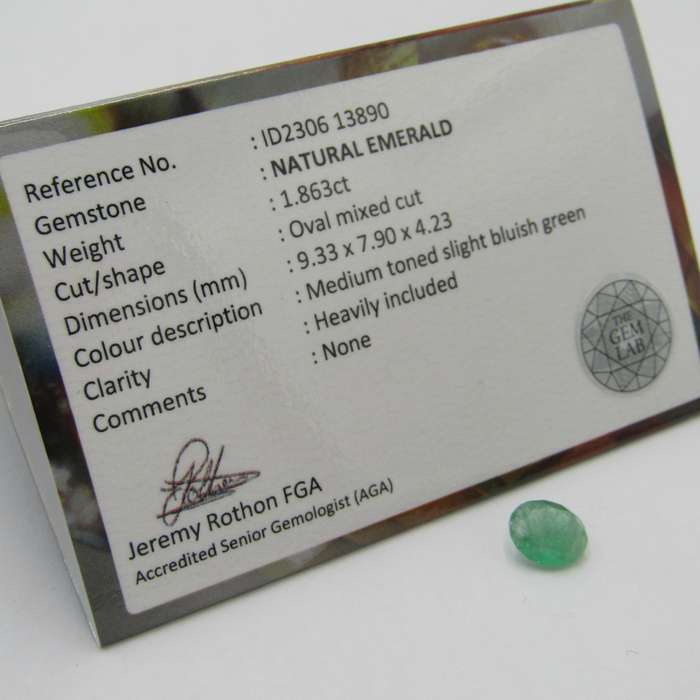 Reference No. : ID2306 13890
Gemstone : NATURAL EMERALD
Weight : 1.863ct
Cut/shape : Oval mixed cut
Dimensions (mm) : 9.33 x 7.90 x 4.23
Colour description : Medium toned slight bluish green
Clarity : Heavily included
Comments : None
THE
GEM
LAB
Jeremy Rothon FGA
Accredited Senior Gemologist (AGA)